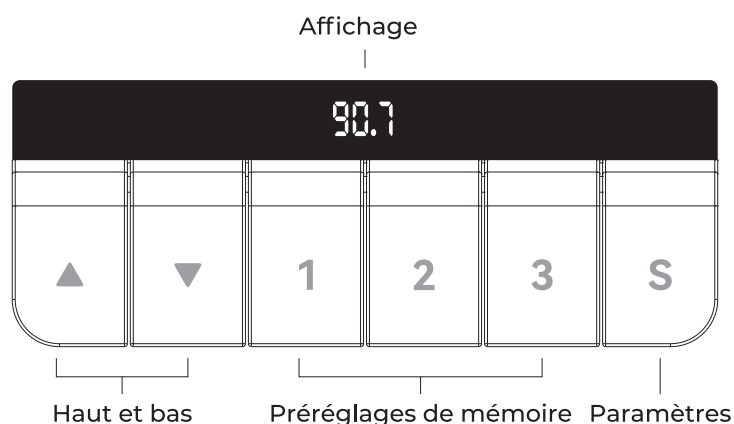 Affichage
90.7
▲ ▼ 1 2 3 S
Haut et bas Préréglages de mémoire Paramètres